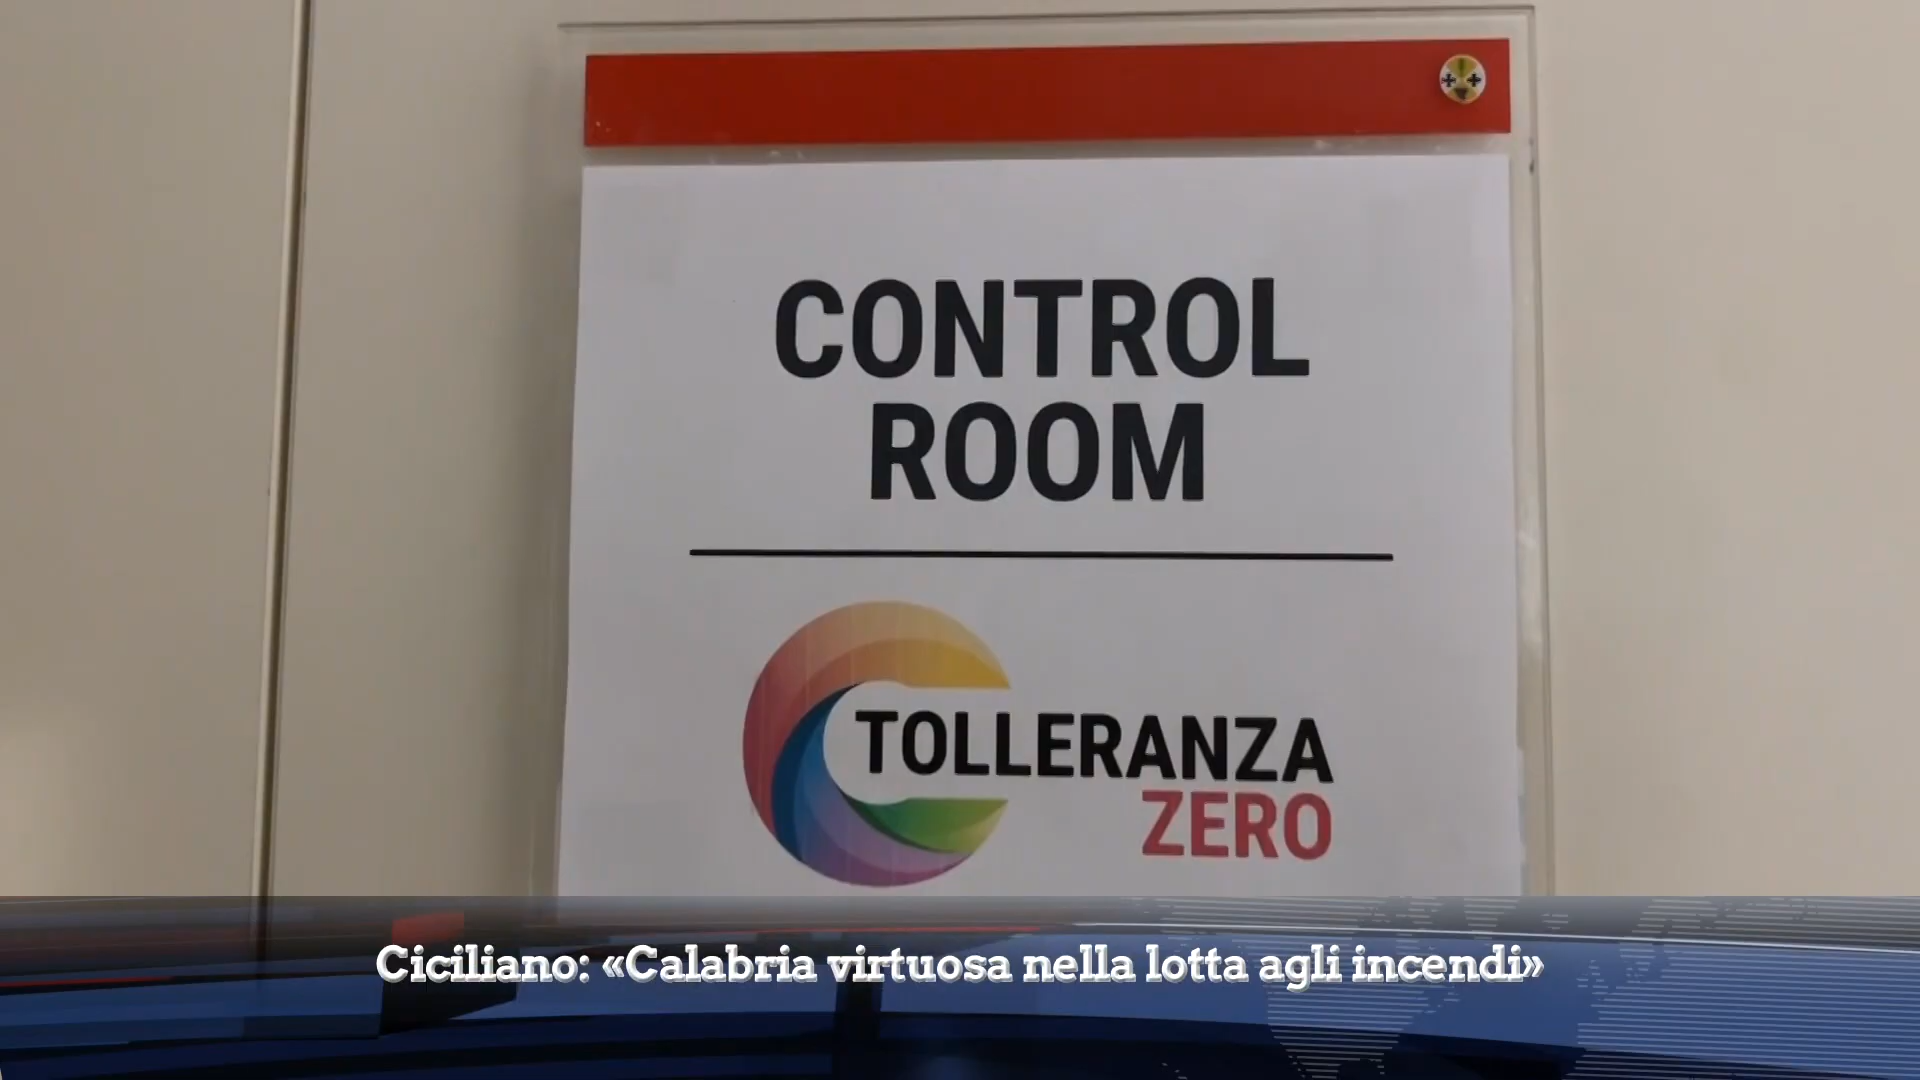 CONTROL
ROOM
TOLLERANZA
ZERO
Ciciliano: «Calabria virtuosa nella lotta agli incendi»